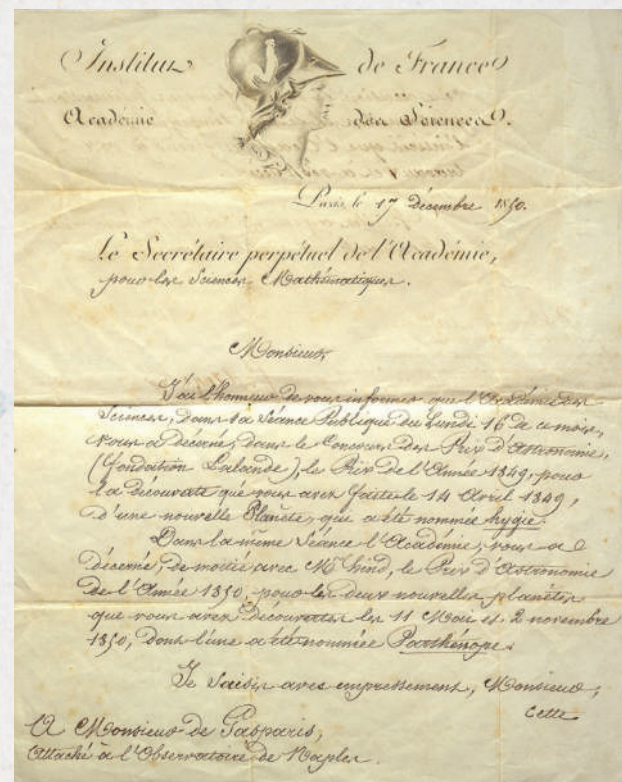 Institut de France
Académie des Sciences.
Paris, le 17 Décembre 1850.
Le Secrétaire perpétuel de l'Académie,
pour les Sciences Mathématiques.
Monsieur,
J'ai l'honneur de vous informer que l'Académie des
Sciences, dans sa Séance Publique du Lundi 16 de ce mois,
vous a décerné, dans le Concours des Prix d'Astronomie,
(fondation Lalande), le Prix de l'Année 1849, pour
la découverte que vous avez faite le 14 Avril 1849,
d'une nouvelle Planète, qui a été nommée hygie.
Dans la même Séance l'Académie, vous a
décerné, de moitié avec Mr hind, le Prix d'Astronomie
de l'Année 1850, pour les deux nouvelles planètes
que vous avez découvertes les 11 Mai et 2 novembre
1850, dont l'une a été nommée Parthénope.
Je saisis avec empressement, Monsieur,
cette
A Monsieur de Gasparis,
Attaché à l'Observatoire de Naples.